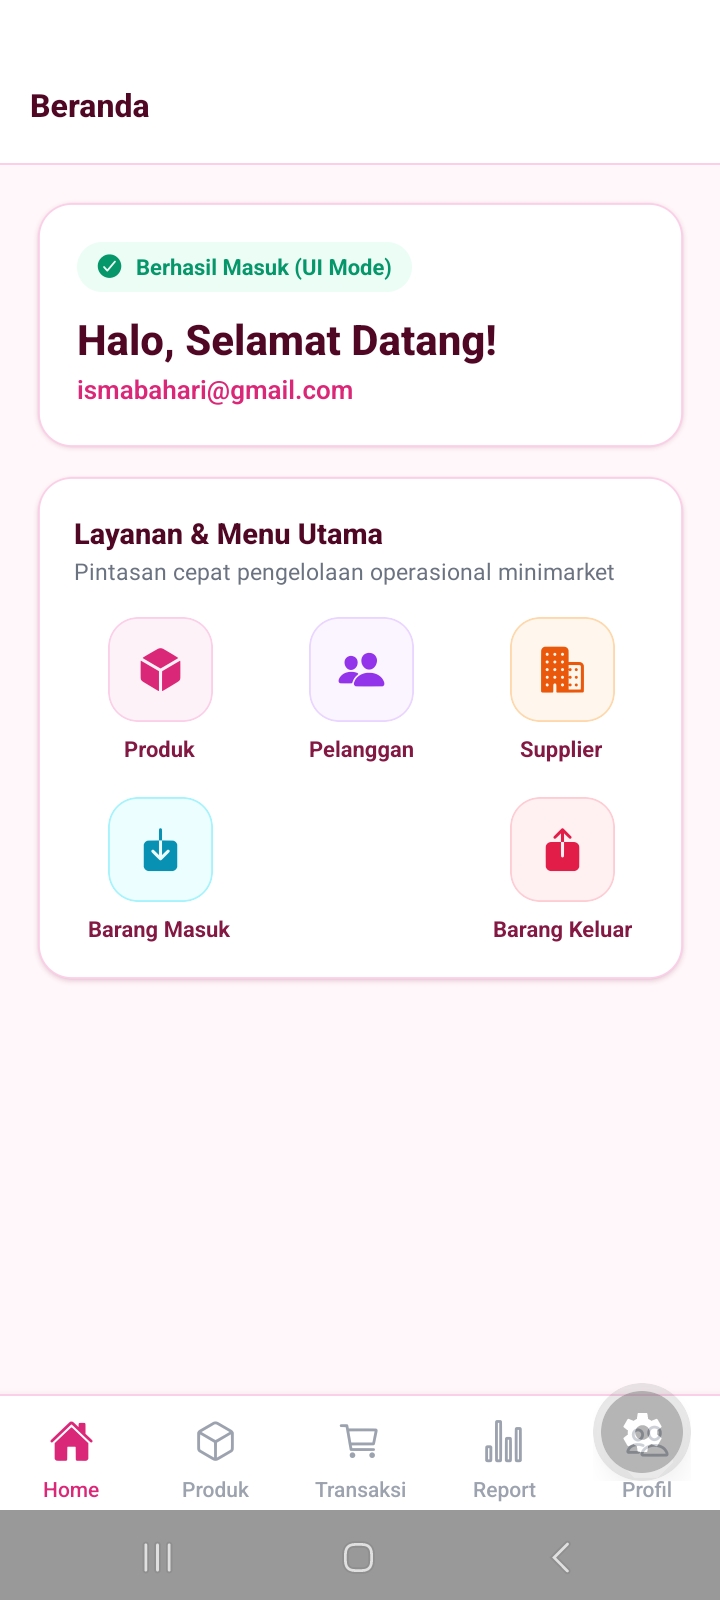 Beranda
Berhasil Masuk (UI Mode)
Halo, Selamat Datang!
ismabahari@gmail.com
Layanan & Menu Utama
Pintasan cepat pengelolaan operasional minimarket
Produk
Pelanggan
Supplier
Barang Masuk
Barang Keluar
Home
Produk
Transaksi
Report
Profil